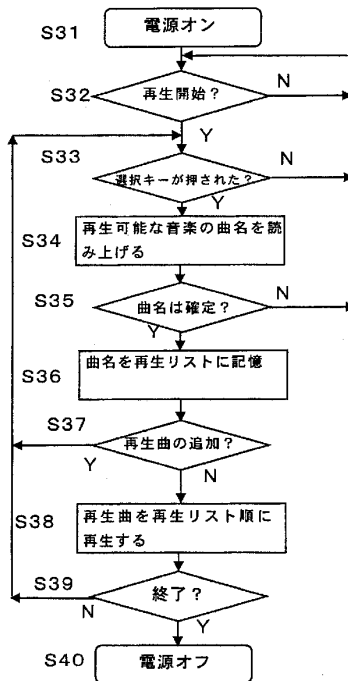 S31
電源オン
S32
再生開始？
N
Y
S33
選択キーが押された？
N
Y
S34
再生可能な音楽の曲名を読
み上げる
S35
曲名は確定？
N
Y
S36
曲名を再生リストに記憶
S37
再生曲の追加？
Y
N
S38
再生曲を再生リスト順に
再生する
S39
終了？
N
Y
S40
電源オフ